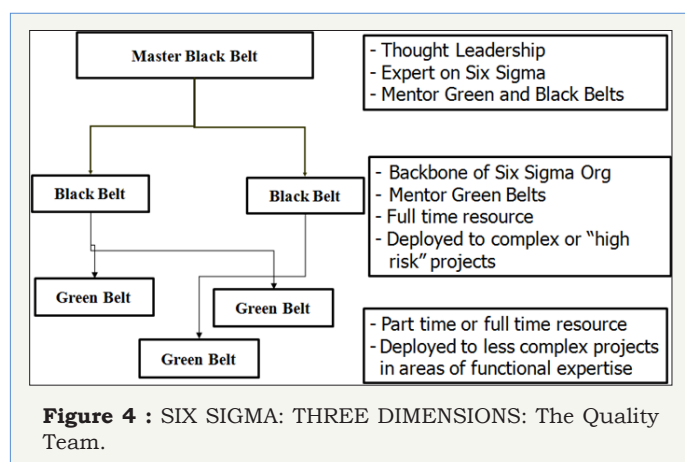 Master Black Belt
- Thought Leadership
- Expert on Six Sigma
- Mentor Green and Black Belts
Black Belt
Black Belt
- Backbone of Six Sigma Org
- Mentor Green Belts
- Full time resource
- Deployed to complex or “high
risk” projects
Green Belt
Green Belt
Green Belt
- Part time or full time resource
- Deployed to less complex projects
in areas of functional expertise
Figure 4 : SIX SIGMA: THREE DIMENSIONS: The Quality
Team.